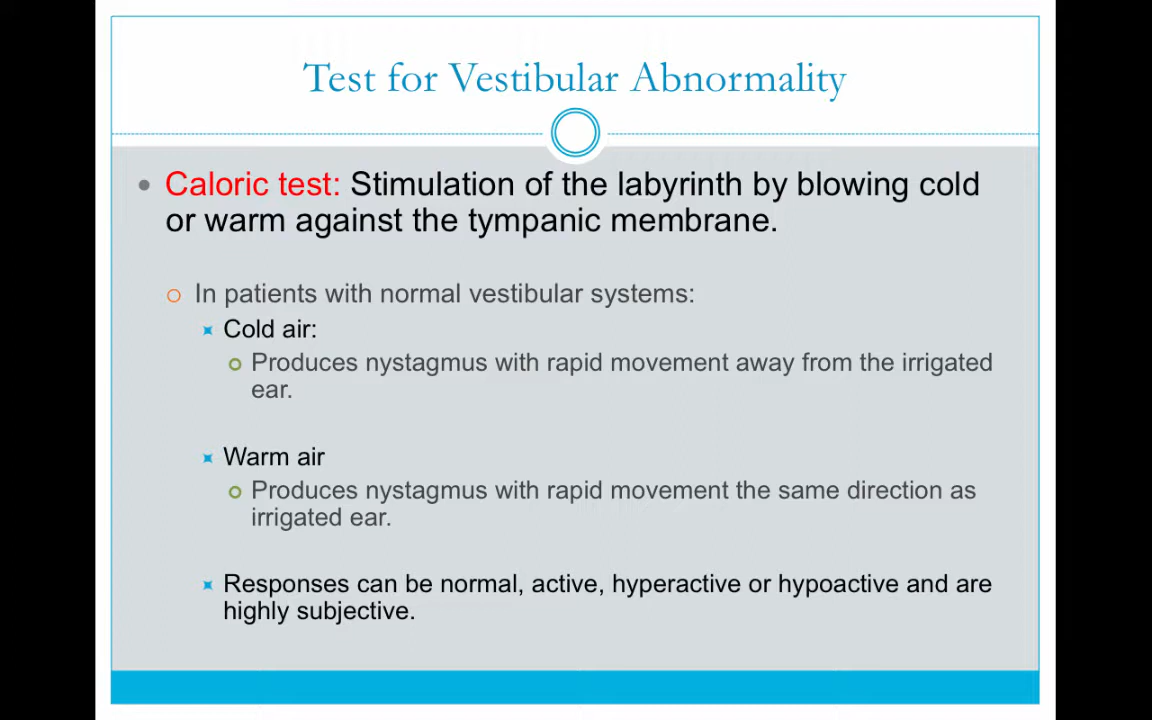 Test for Vestibular Abnormality
Caloric test: Stimulation of the labyrinth by blowing cold
or warm against the tympanic membrane.
In patients with normal vestibular systems:
Cold air:
Produces nystagmus with rapid movement away from the irrigated
ear.
Warm air
Produces nystagmus with rapid movement the same direction as
irrigated ear.
Responses can be normal, active, hyperactive or hypoactive and are
highly subjective.